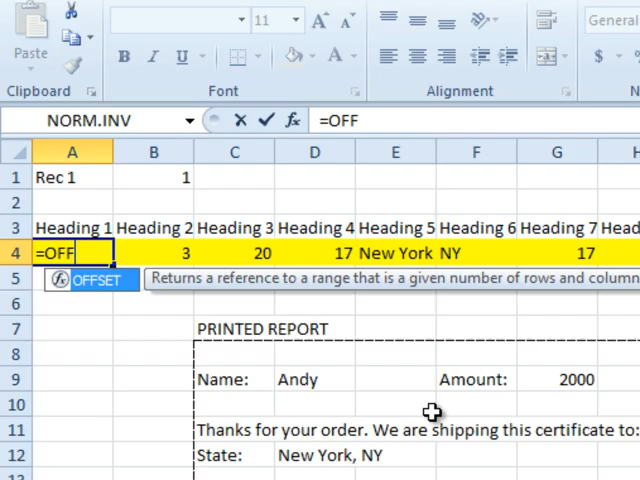 11 A A General
Paste B I U A $
Clipboard Font Alignment
NORM.INV fx =OFF
A B C D E F G H
1 Rec 1 1
2
3 Heading 1 Heading 2 Heading 3 Heading 4 Heading 5 Heading 6 Heading 7 Head
4 =OFF 3 20 17 New York NY 17
5 fx OFFSET Returns a reference to a range that is a given number of rows and column
6
7 PRINTED REPORT
8
9 Name: Andy Amount: 2000
10
11 Thanks for your order. We are shipping this certificate to:
12 State: New York, NY